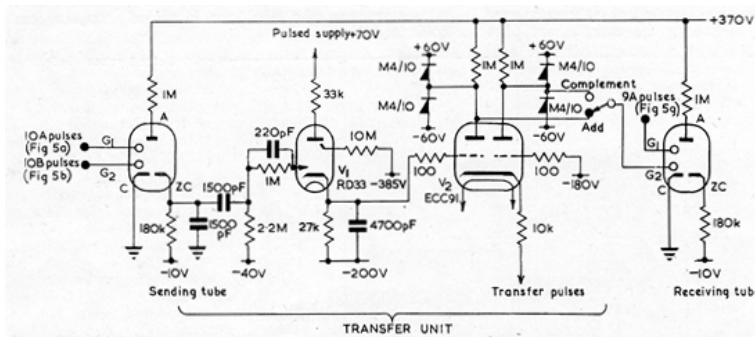 +370V
Pulsed supply+70V
+60V
+60V
M4/10
M4/10
1M
1M
Complement
M4/10
M4/10
9A pulses
(Fig 5g)
Add
1M
1M
A
33k
-60V
-60V
10A pulses
(Fig 5a)
10B pulses
(Fig 5b)
G1
G2
C
ZC
A
220pF
10M
1M
V1
RD33
-385V
1500pF
1500
pF
180k
2·2M
27k
4700pF
100
V2
ECC91
100
-180V
10k
G1
G2
C
ZC
180k
-10V
-40V
-200V
-10V
Sending tube
Transfer pulses
Receiving tub
TRANSFER UNIT